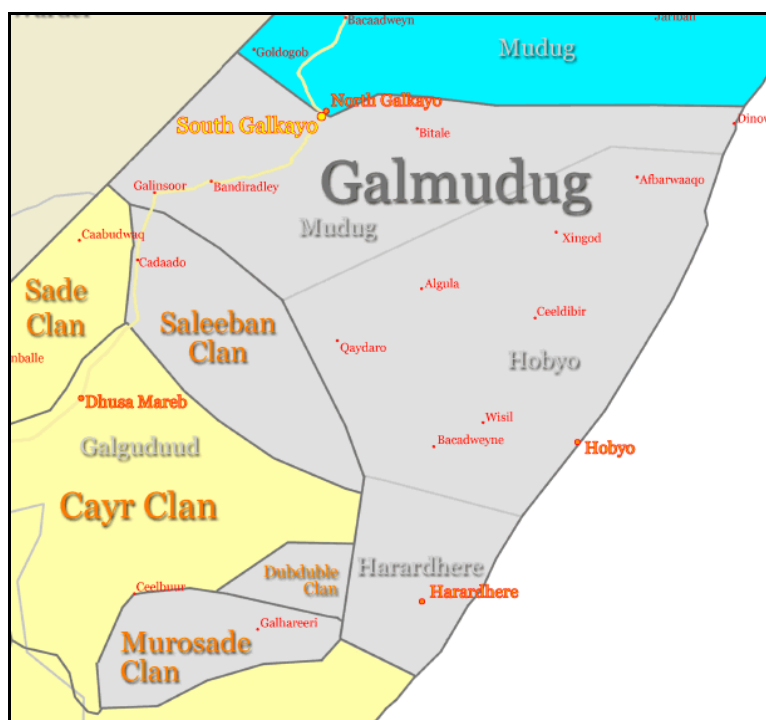 Bacaadweyn
Jariban
Goldogob
Mudug
North Galkayo
South Galkayo
Bitale
Galinsoor
Bandiradley
Galmudug
Afbarwaaqo
Mudug
Xingod
Caabudwaq
Cadaado
Sade
Clan
Algula
Saleeban
Clan
Ceeldibir
Qaydaro
Hobyo
nballe
Dhusa Mareb
Wisil
Galguduud
Bacadweyne
Hobyo
Cayr Clan
Dubduble
Clan
Harardhere
Ceelbuur
Harardhere
Galhareeri
Murosade
Clan